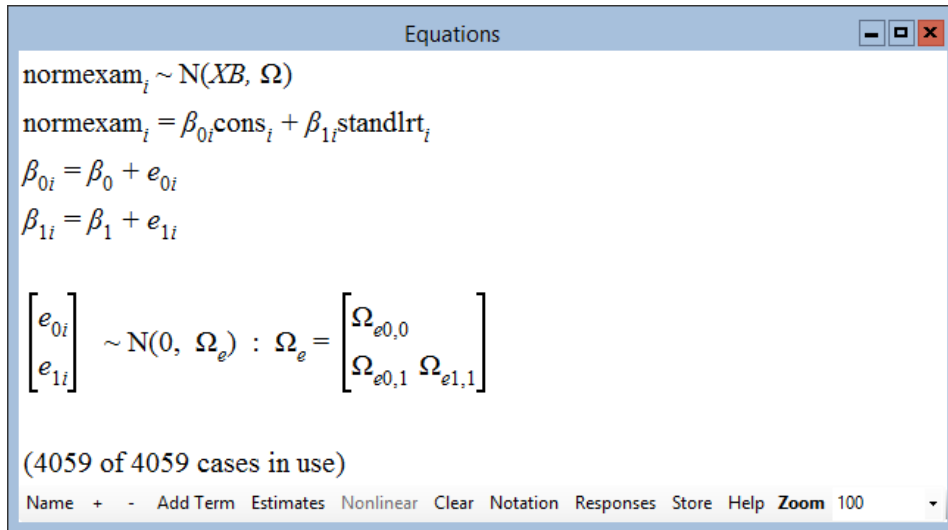 Equations
normexam_i ~ N(XB, Ω)
normexam_i = β_0i cons_i + β_1i standlrt_i
β_0i = β_0 + e_0i
β_1i = β_1 + e_1i
[e_0i e_1i] ~ N(0, Ω_e) : Ω_e = [Ω_e0,0 Ω_e0,1 Ω_e1,1]
(4059 of 4059 cases in use)
Name + - Add Term Estimates Nonlinear Clear Notation Responses Store Help Zoom 100